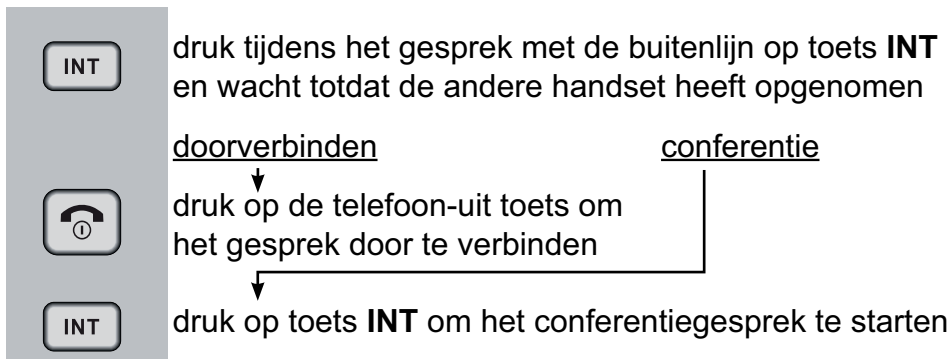 INT
druk tijdens het gesprek met de buitenlijn op toets INT
en wacht totdat de andere handset heeft opgenomen
doorverbinden
conferentie
druk op de telefoon-uit toets om
het gesprek door te verbinden
INT
druk op toets INT om het conferentiegesprek te starten